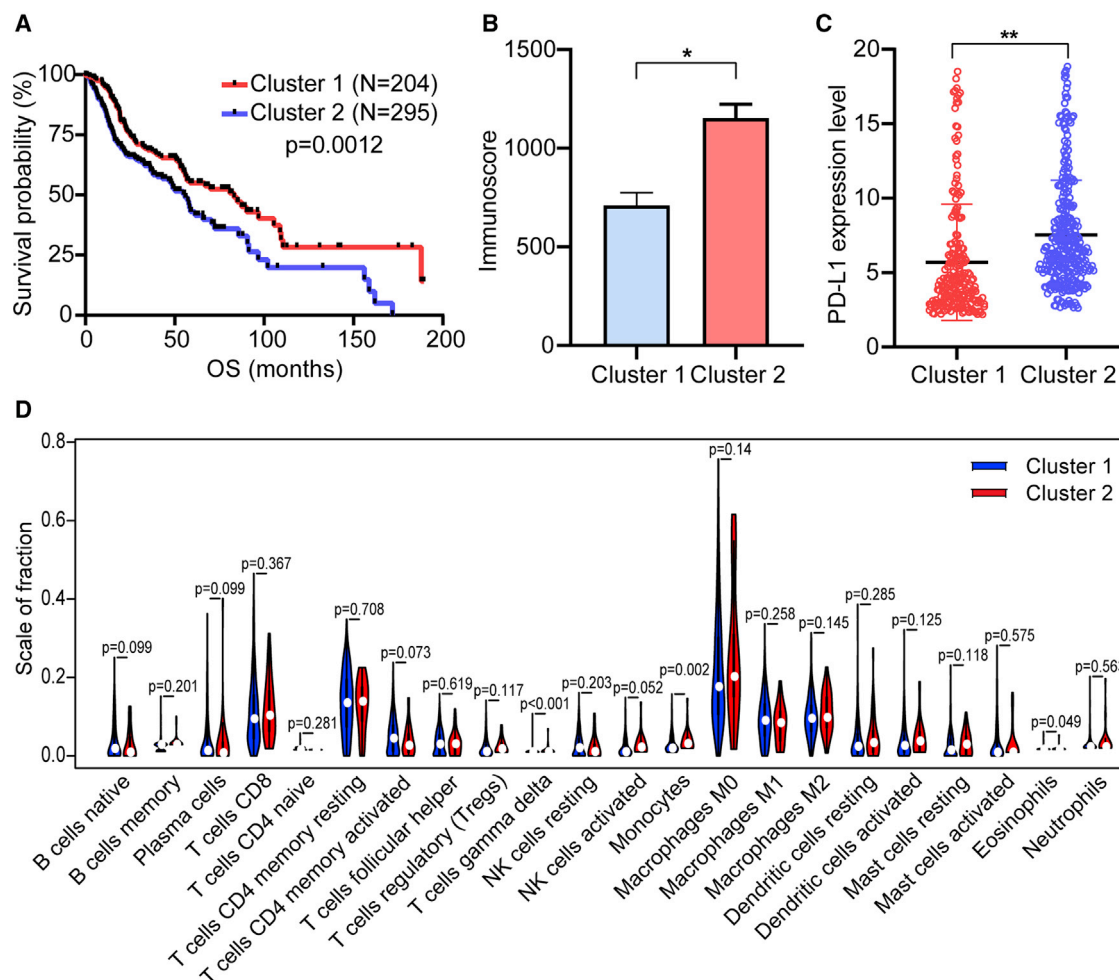 A
Survival probability (%)
100
75
50
25
0
0
50
100
150
200
OS (months)
Cluster 1 (N=204)
Cluster 2 (N=295)
p=0.0012
B
Immunoscore
1500
1000
500
0
*
Cluster 1
Cluster 2
C
PD-L1 expression level
20
15
10
5
0
**
Cluster 1
Cluster 2
D
Scale of fraction
0.8
0.6
0.4
0.2
0.0
Cluster 1
Cluster 2
p=0.099
p=0.201
p=0.099
p=0.367
p=0.281
p=0.708
p=0.073
p=0.619
p=0.117
p<0.001
p=0.203
p=0.052
p=0.002
p=0.14
p=0.258
p=0.145
p=0.285
p=0.125
p=0.118
p=0.575
p=0.049
p=0.56
B cells native
B cells memory
Plasma cells
T cells CD8
T cells CD4 naive
T cells CD4 memory resting
T cells CD4 memory activated
T cells follicular helper
T cells regulatory (Tregs)
T cells gamma delta
NK cells resting
NK cells activated
Monocytes
Macrophages M0
Macrophages M1
Macrophages M2
Dendritic cells resting
Dendritic cells activated
Mast cells resting
Mast cells activated
Eosinophils
Neutrophils